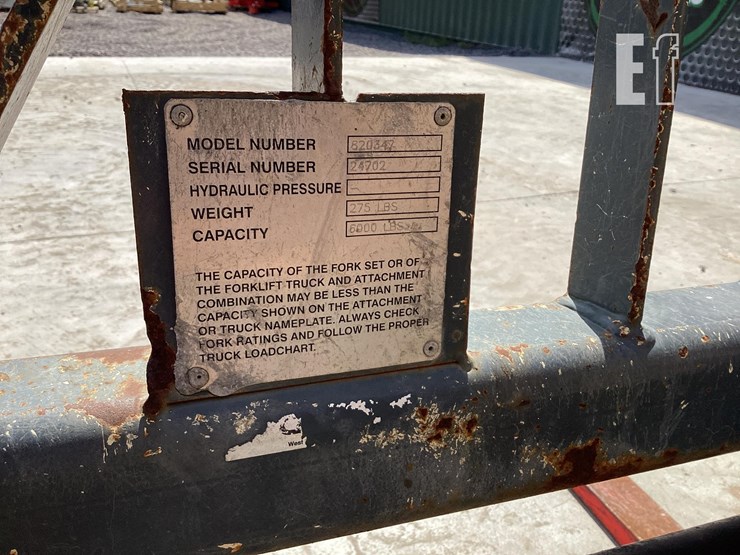 Ef
MODEL NUMBER 820347
SERIAL NUMBER 24702
HYDRAULIC PRESSURE -
WEIGHT 275 LBS
CAPACITY 6000 LBS
THE CAPACITY OF THE FORK SET OR OF
THE FORKLIFT TRUCK AND ATTACHMENT
COMBINATION MAY BE LESS THAN THE
CAPACITY SHOWN ON THE ATTACHMENT
OR TRUCK NAMEPLATE. ALWAYS CHECK
FORK RATINGS AND FOLLOW THE PROPER
TRUCK LOADCHART.
West